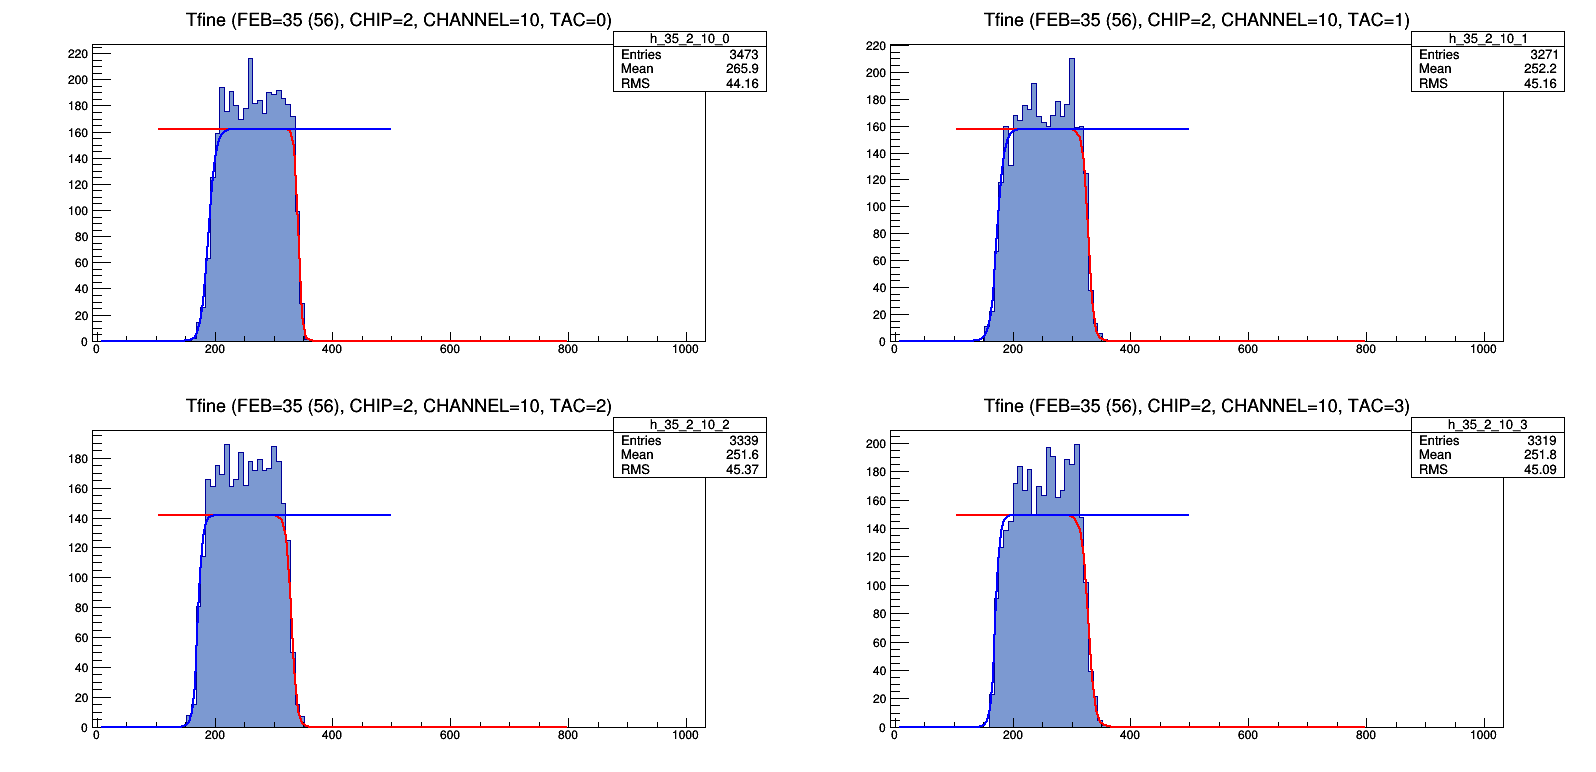 Tfine (FEB=35 (56), CHIP=2, CHANNEL=10, TAC=0)
h_35_2_10_0
Entries 3473
Mean 265.9
RMS 44.16
220
200
180
160
140
120
100
80
60
40
20
0
0 200 400 600 800 1000
Tfine (FEB=35 (56), CHIP=2, CHANNEL=10, TAC=1)
h_35_2_10_1
Entries 3271
Mean 252.2
RMS 45.16
220
200
180
160
140
120
100
80
60
40
20
0
0 200 400 600 800 1000
Tfine (FEB=35 (56), CHIP=2, CHANNEL=10, TAC=2)
h_35_2_10_2
Entries 3339
Mean 251.6
RMS 45.37
180
160
140
120
100
80
60
40
20
0
0 200 400 600 800 1000
Tfine (FEB=35 (56), CHIP=2, CHANNEL=10, TAC=3)
h_35_2_10_3
Entries 3319
Mean 251.8
RMS 45.09
200
180
160
140
120
100
80
60
40
20
0
0 200 400 600 800 1000